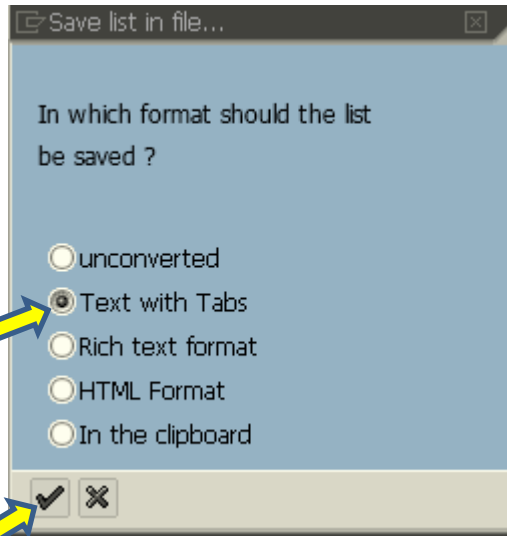 Save list in file...
In which format should the list
be saved ?
unconverted
Text with Tabs
Rich text format
HTML Format
In the clipboard